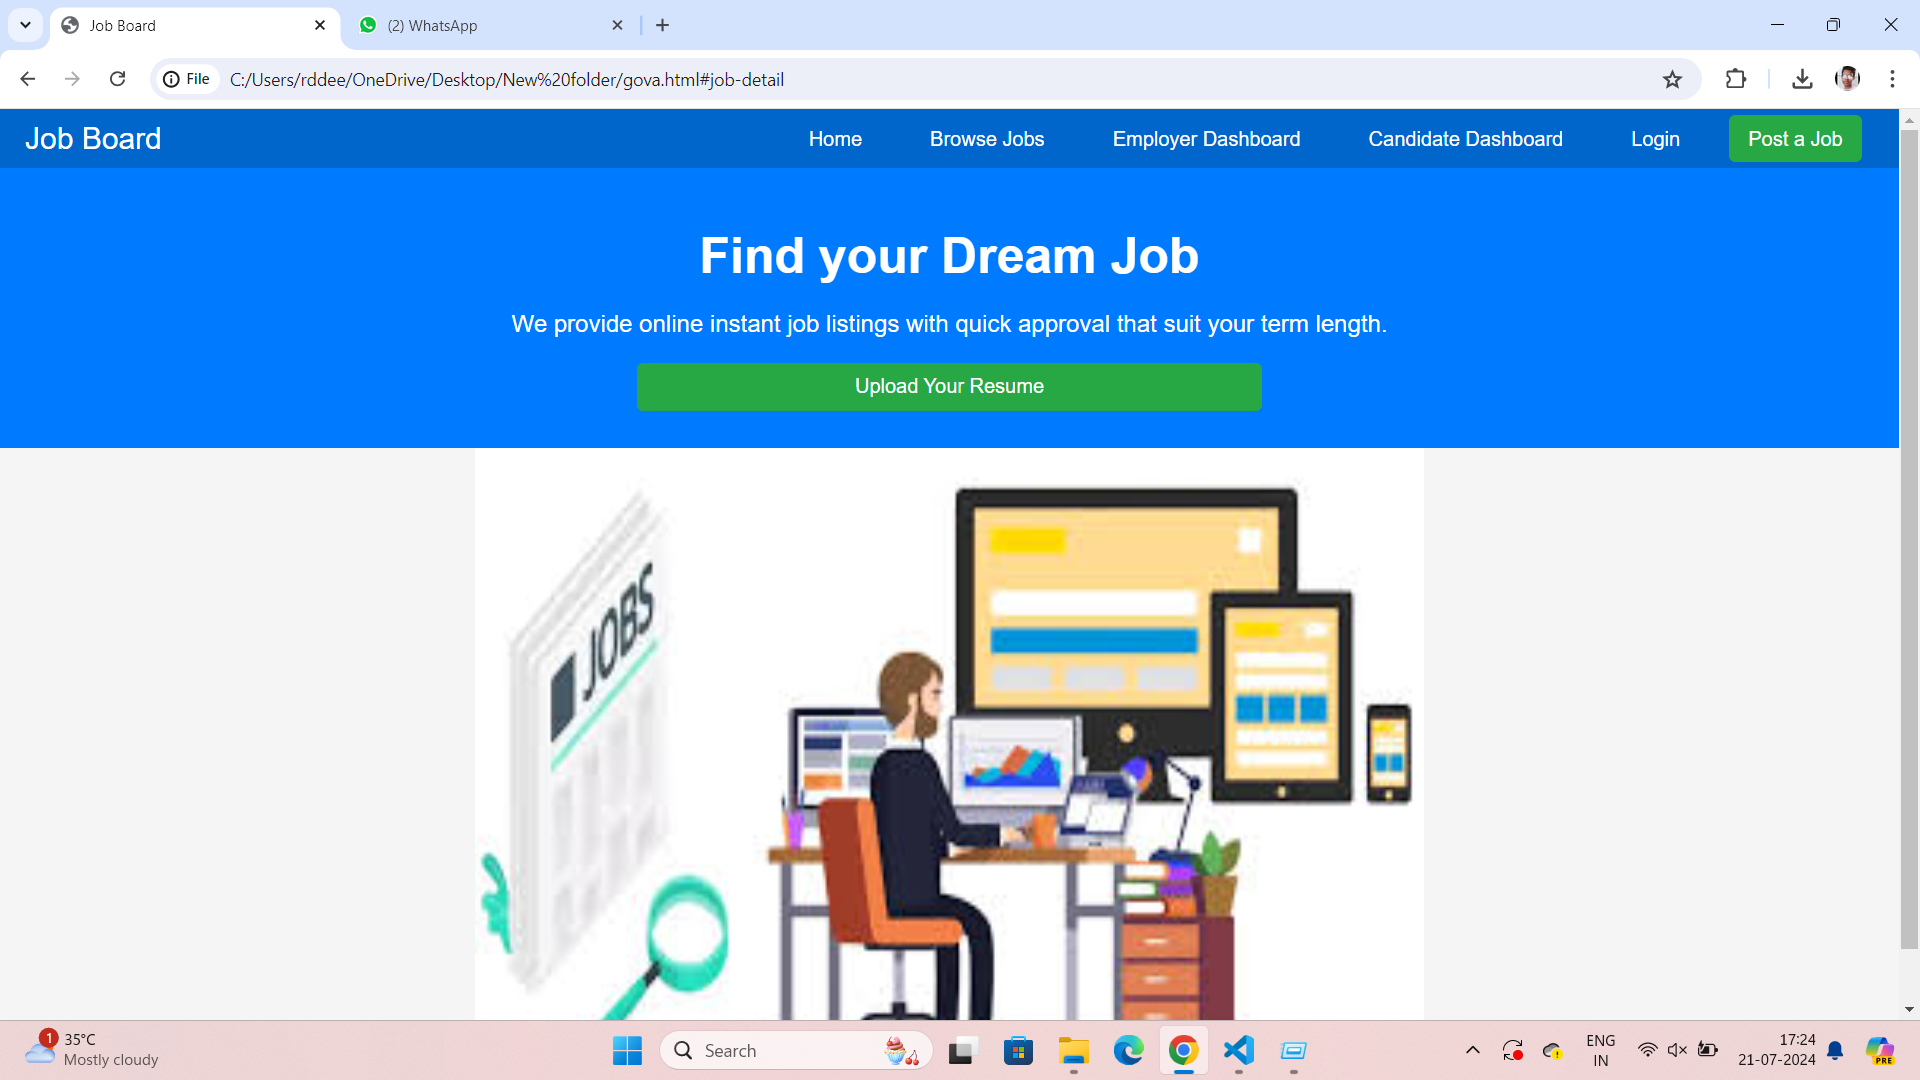 Job Board
(2) WhatsApp
File
C:/Users/rddee/OneDrive/Desktop/New%20folder/gova.html#job-detail
Job Board
Home
Browse Jobs
Employer Dashboard
Candidate Dashboard
Login
Post a Job
Find your Dream Job
We provide online instant job listings with quick approval that suit your term length.
Upload Your Resume
JOBS
1
35°C
Mostly cloudy
Search
ENG
IN
17:24
21-07-2024
PRE